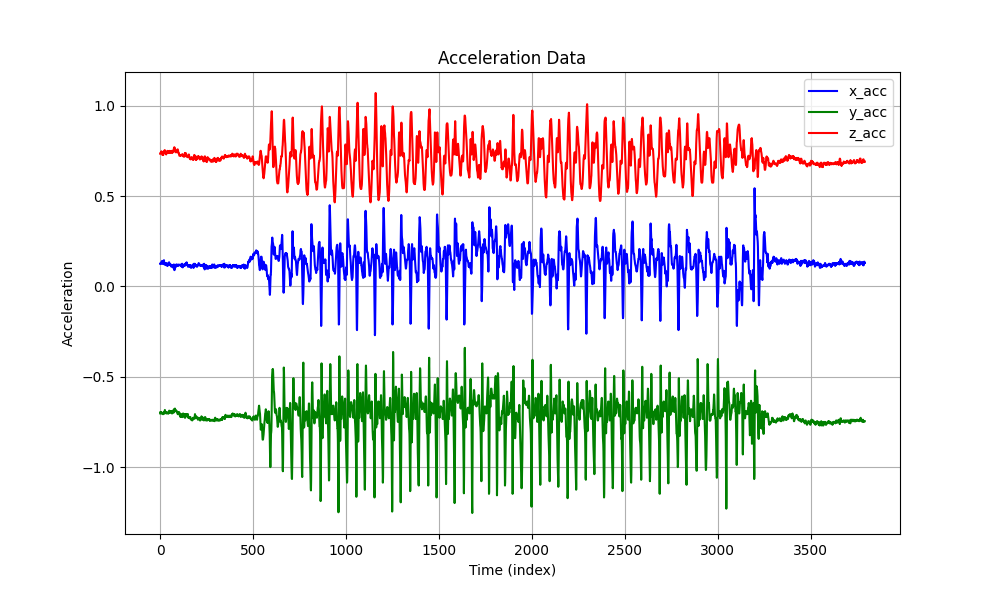 Acceleration Data
x_acc
y_acc
z_acc
1.0
0.5
0.0
−0.5
−1.0
Acceleration
0 500 1000 1500 2000 2500 3000 3500
Time (index)